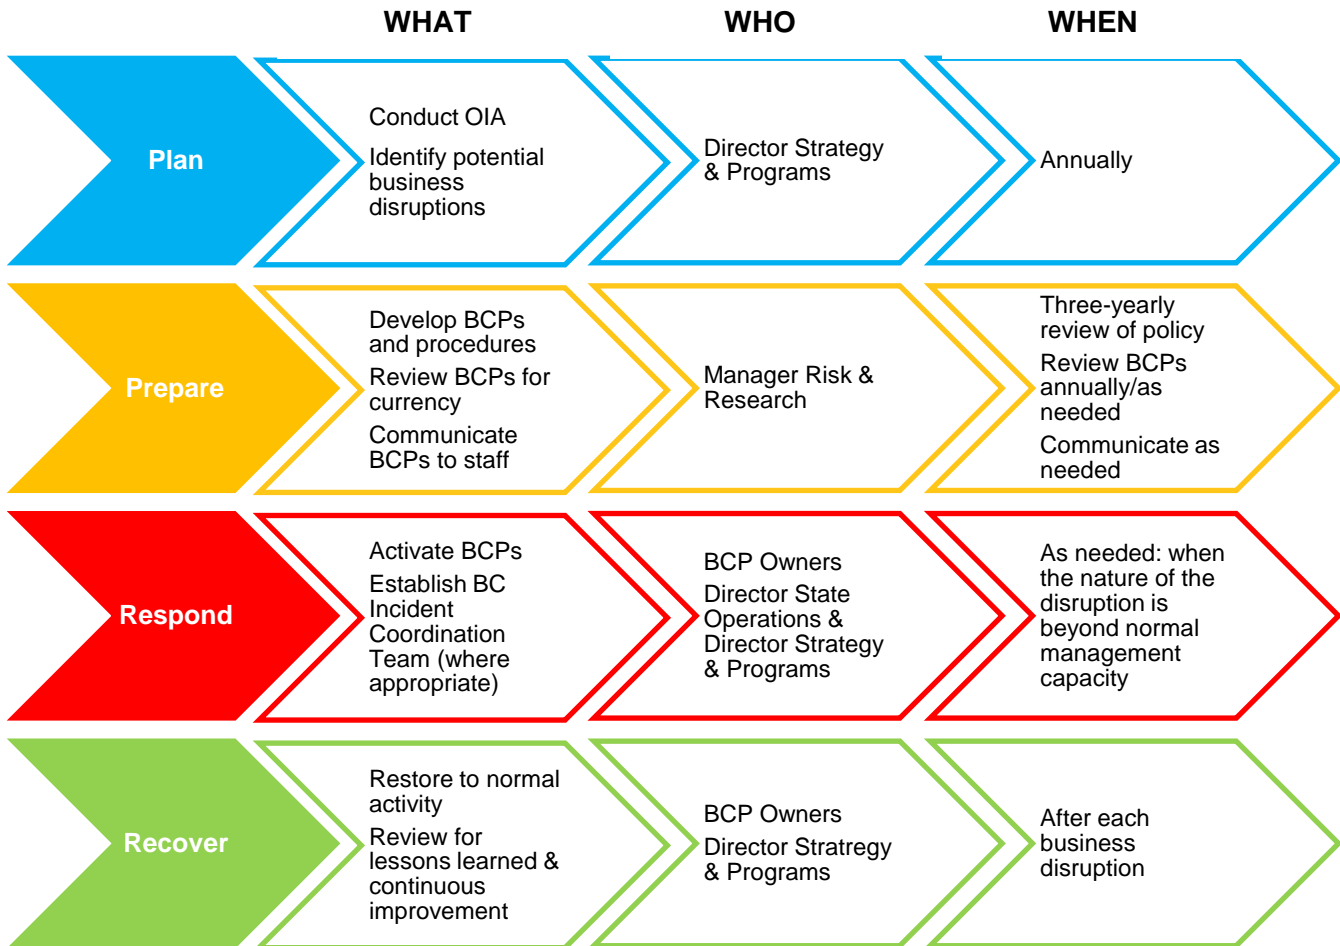 WHAT
WHO
WHEN
Plan
Conduct OIA
Identify potential
business
disruptions
Director Strategy
& Programs
Annually
Prepare
Develop BCPs
and procedures
Review BCPs for
currency
Communicate
BCPs to staff
Manager Risk &
Research
Three-yearly
review of policy
Review BCPs
annually/as
needed
Communicate as
needed
Respond
Activate BCPs
Establish BC
Incident
Coordination
Team (where
appropriate)
BCP Owners
Director State
Operations &
Director Strategy
& Programs
As needed: when
the nature of the
disruption is
beyond normal
management
capacity
Recover
Restore to normal
activity
Review for
lessons learned &
continuous
improvement
BCP Owners
Director Stratregy
& Programs
After each
business
disruption